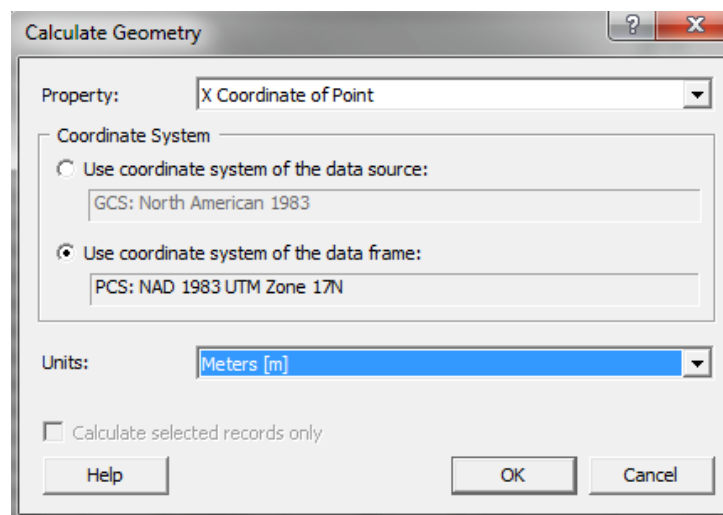 Calculate Geometry
?
X
Property:
X Coordinate of Point
Coordinate System
Use coordinate system of the data source:
GCS: North American 1983
Use coordinate system of the data frame:
PCS: NAD 1983 UTM Zone 17N
Units:
Meters [m]
Calculate selected records only
Help
OK
Cancel